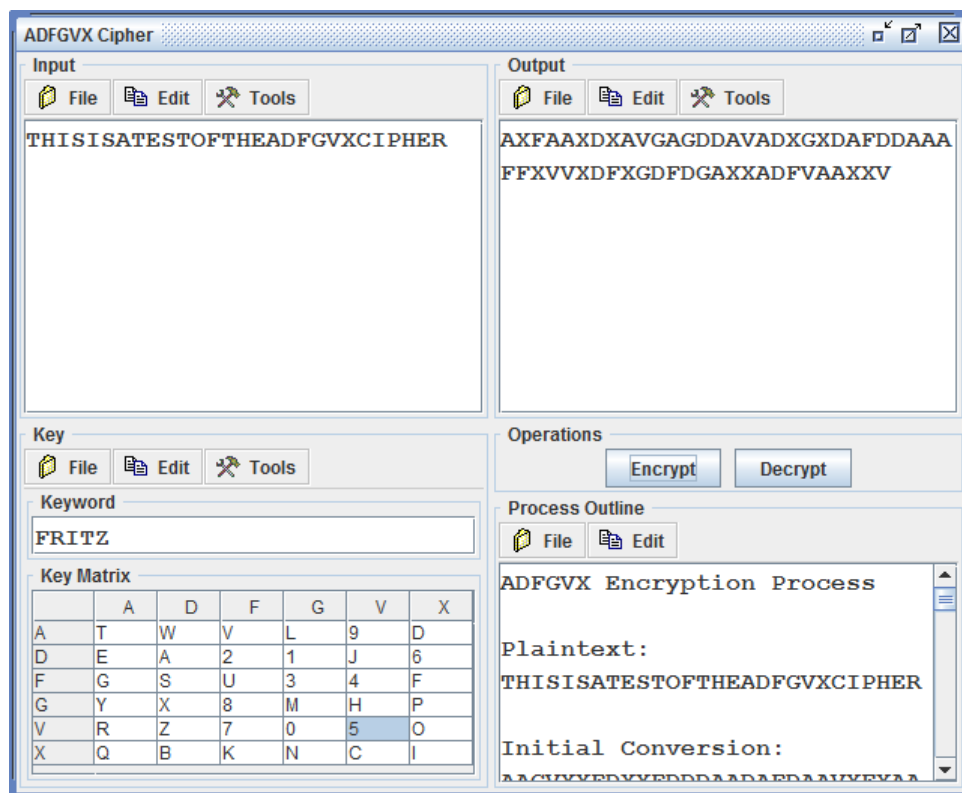 ADFGVX Cipher
Input
File Edit Tools
THISISATESTOFTHEADFGVXCIPHER
Output
File Edit Tools
AXFAAXDXAVGAGDDAVADXGXDAFDDAAA
FFXVVXDFXGDFDGAXXADFVAAXXV
Key
File Edit Tools
Keyword
FRITZ
Key Matrix
A D F G V X
A T W V L 9 D
D E A 2 1 J 6
F G S U 3 4 F
G Y X 8 M H P
V R Z 7 0 5 O
X Q B K N C I
Operations
Encrypt Decrypt
Process Outline
File Edit
ADFGVX Encryption Process
Plaintext:
THISISATESTOFTHEADFGVXCIPHER
Initial Conversion:
AAGVXXFDXXFDDDAADAFDAAVXFXAA